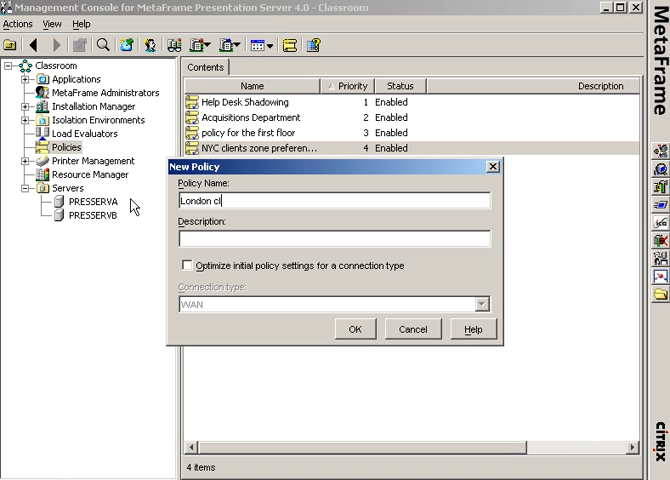 Management Console for MetaFrame Presentation Server 4.0 - Classroom
Actions View Help
Classroom
Applications
MetaFrame Administrators
Installation Manager
Isolation Environments
Load Evaluators
Policies
Printer Management
Resource Manager
Servers
PRESSERVA
PRESSERVB
Contents
Name Priority Status Description
Help Desk Shadowing 1 Enabled
Acquisitions Department 2 Enabled
policy for the first floor 3 Enabled
NYC clients zone preferen... 4 Enabled
New Policy
Policy Name:
London cl
Description:
Optimize initial policy settings for a connection type
Connection type:
WAN
OK Cancel Help
4 items
MetaFrame
ica
CITRIX